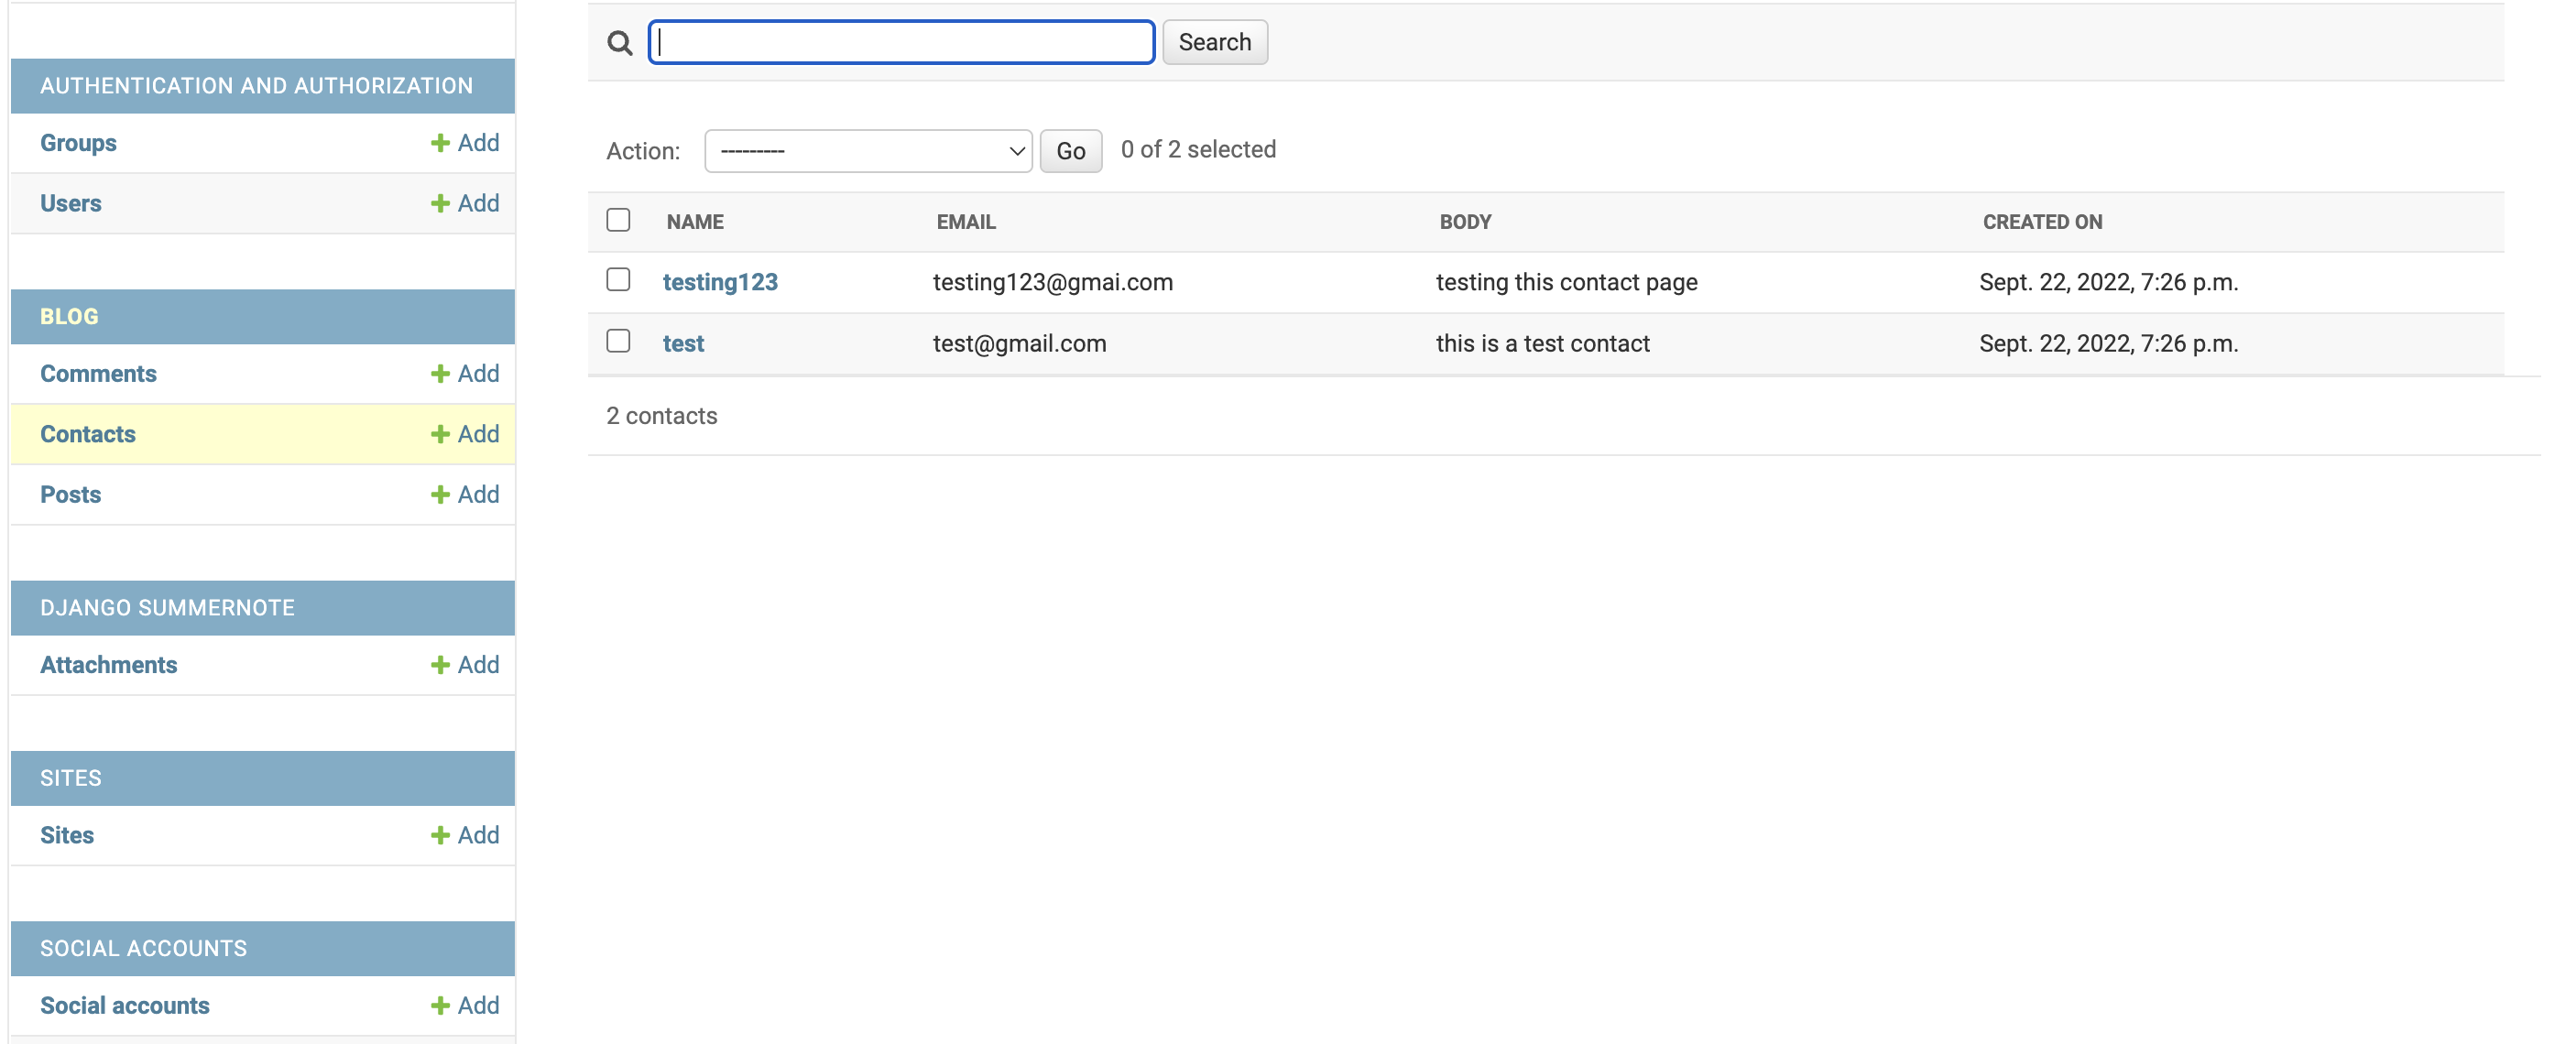 AUTHENTICATION AND AUTHORIZATION
Groups + Add
Users + Add
BLOG
Comments + Add
Contacts + Add
Posts + Add
DJANGO SUMMERNOTE
Attachments + Add
SITES
Sites + Add
SOCIAL ACCOUNTS
Social accounts + Add
Search
Action: --------- Go 0 of 2 selected
NAME EMAIL BODY CREATED ON
testing123 testing123@gmai.com testing this contact page Sept. 22, 2022, 7:26 p.m.
test test@gmail.com this is a test contact Sept. 22, 2022, 7:26 p.m.
2 contacts